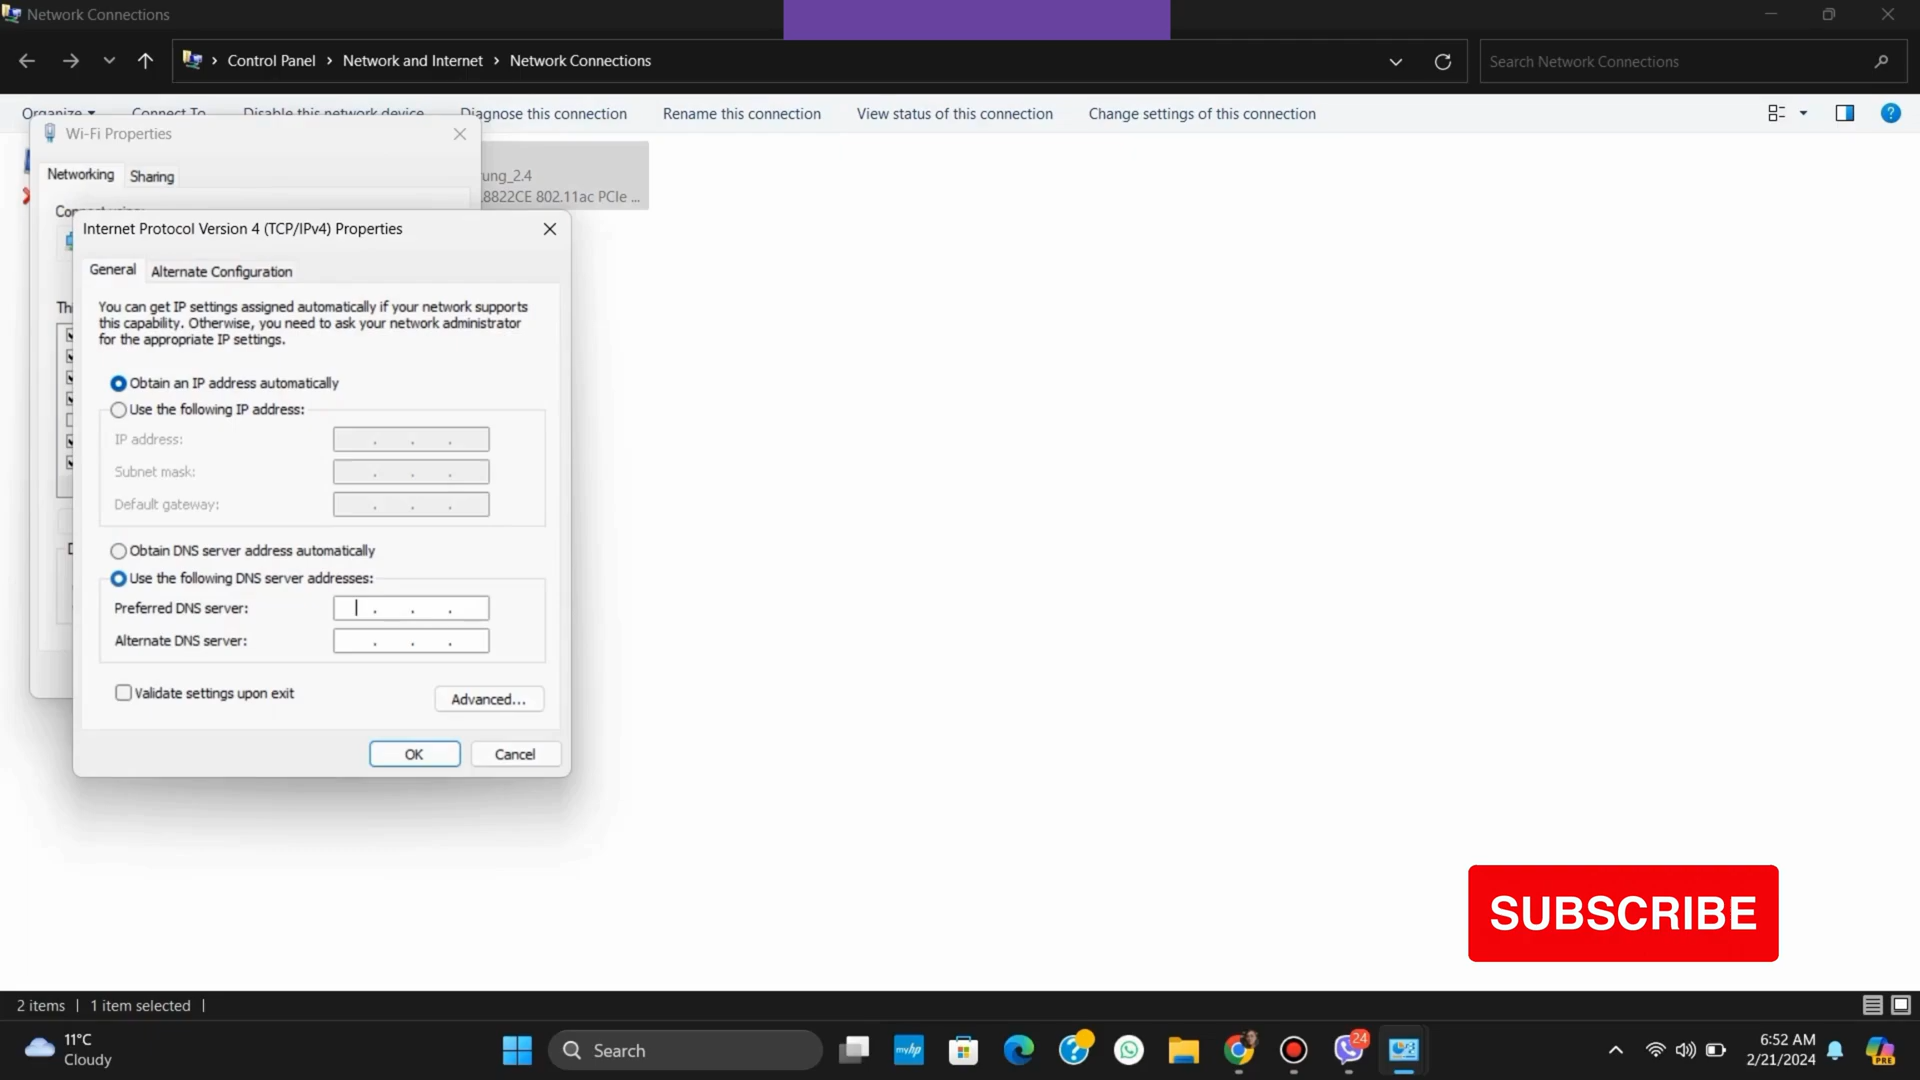 Network Connections
Control Panel > Network and Internet > Network Connections
Search Network Connections
Organize Connect To Disable this network device Diagnose this connection Rename this connection View status of this connection Change settings of this connection
Wi-Fi Properties
Networking Sharing
ung_2.4
8822CE 802.11ac PCIe ...
Internet Protocol Version 4 (TCP/IPv4) Properties
General Alternate Configuration
You can get IP settings assigned automatically if your network supports
this capability. Otherwise, you need to ask your network administrator
for the appropriate IP settings.
Obtain an IP address automatically
Use the following IP address:
IP address:
Subnet mask:
Default gateway:
Obtain DNS server address automatically
Use the following DNS server addresses:
Preferred DNS server:
Alternate DNS server:
Validate settings upon exit
Advanced...
OK Cancel
SUBSCRIBE
2 items | 1 item selected |
11°C
Cloudy
Search
myhp
24
6:52 AM
2/21/2024
PRE